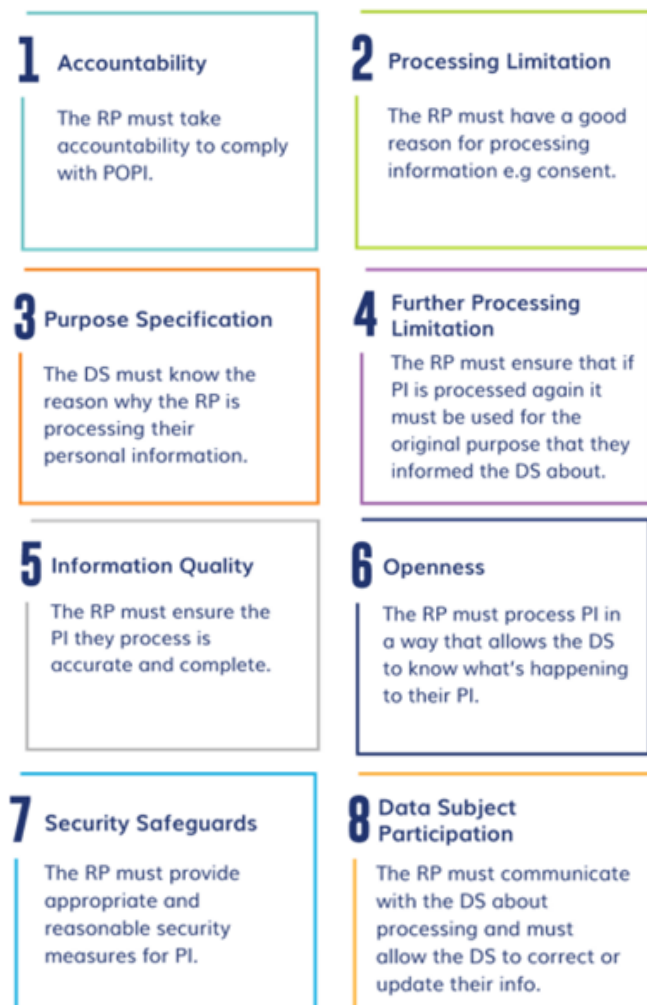 1 Accountability
The RP must take
accountability to comply
with POPI.
2 Processing Limitation
The RP must have a good
reason for processing
information e.g consent.
3 Purpose Specification
The DS must know the
reason why the RP is
processing their
personal information.
4 Further Processing
Limitation
The RP must ensure that if
PI is processed again it
must be used for the
original purpose that they
informed the DS about.
5 Information Quality
The RP must ensure the
PI they process is
accurate and complete.
6 Openness
The RP must process PI in
a way that allows the DS
to know what's happening
to their PI.
7 Security Safeguards
The RP must provide
appropriate and
reasonable security
measures for PI.
8 Data Subject
Participation
The RP must communicate
with the DS about
processing and must
allow the DS to correct or
update their info.